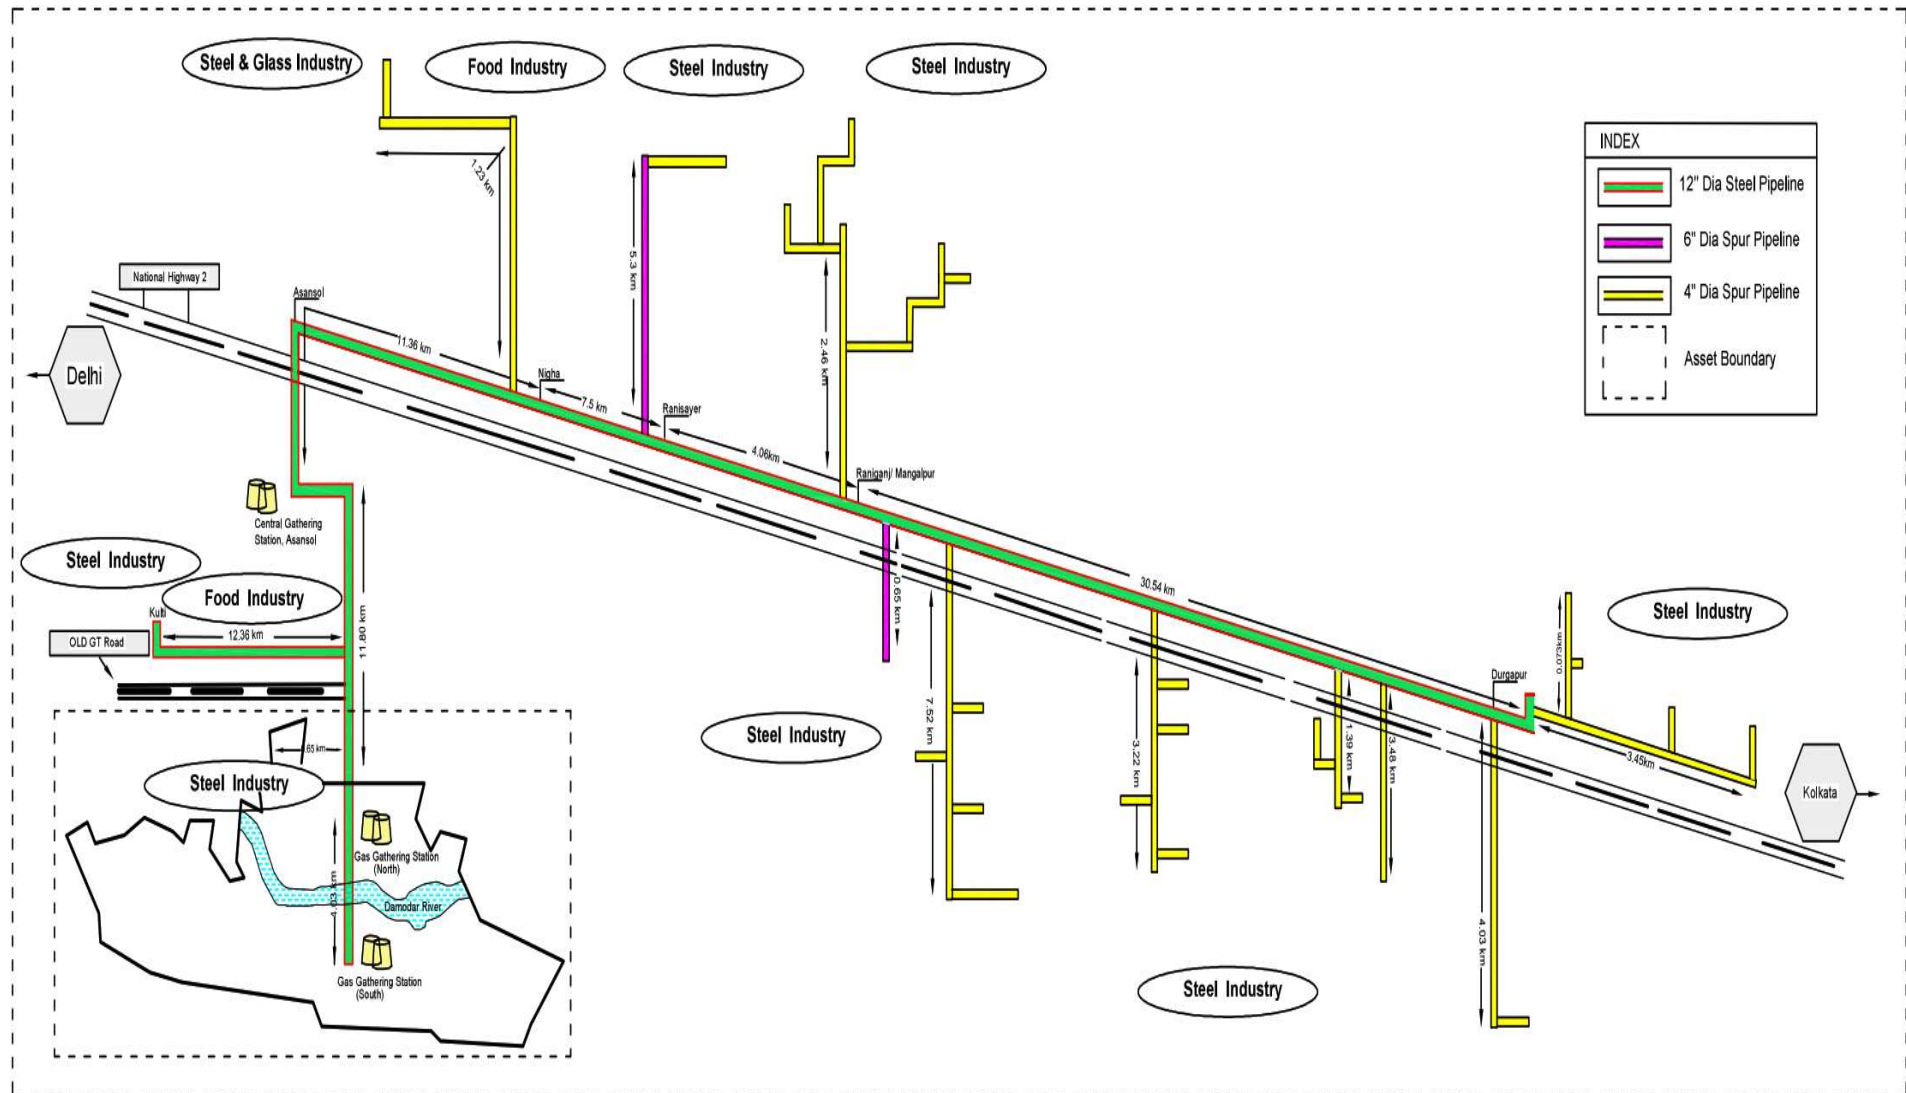 Steel & Glass Industry
Food Industry
Steel Industry
Steel Industry
INDEX
12" Dia Steel Pipeline
6" Dia Spur Pipeline
4" Dia Spur Pipeline
Asset Boundary
1.23 km
5.3 km
2.46 km
National Highway 2
Asansol
Delhi
11.36 km
Nigha
7.5 km
Ranisayer
4.06km
Raniganj/ Mangalpur
30.54 km
Central Gathering
Station, Asansol
Steel Industry
Food Industry
Kulti
OLD GT Road
12.36 km
11.80 km
0.65 km
7.52 km
3.22 km
1.39 km
3.48 km
Durgapur
4.03 km
0.073km
3.45km
Steel Industry
Kolkata
Steel Industry
Steel Industry
Steel Industry
Gas Gathering Station
(North)
4.03 km
Damodar River
Gas Gathering Station
(South)